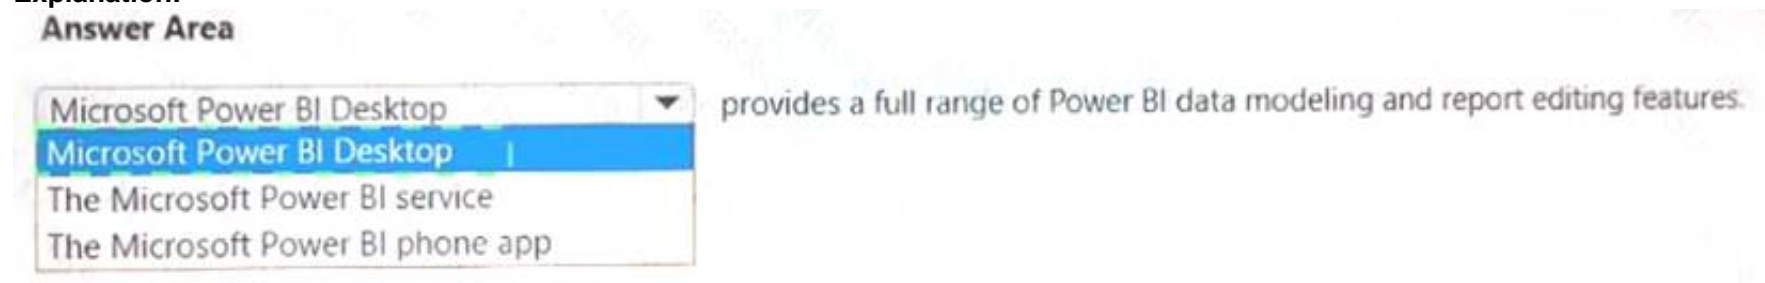 Explanation:
Answer Area
Microsoft Power BI Desktop provides a full range of Power BI data modeling and report editing features.
Microsoft Power BI Desktop
The Microsoft Power BI service
The Microsoft Power BI phone app